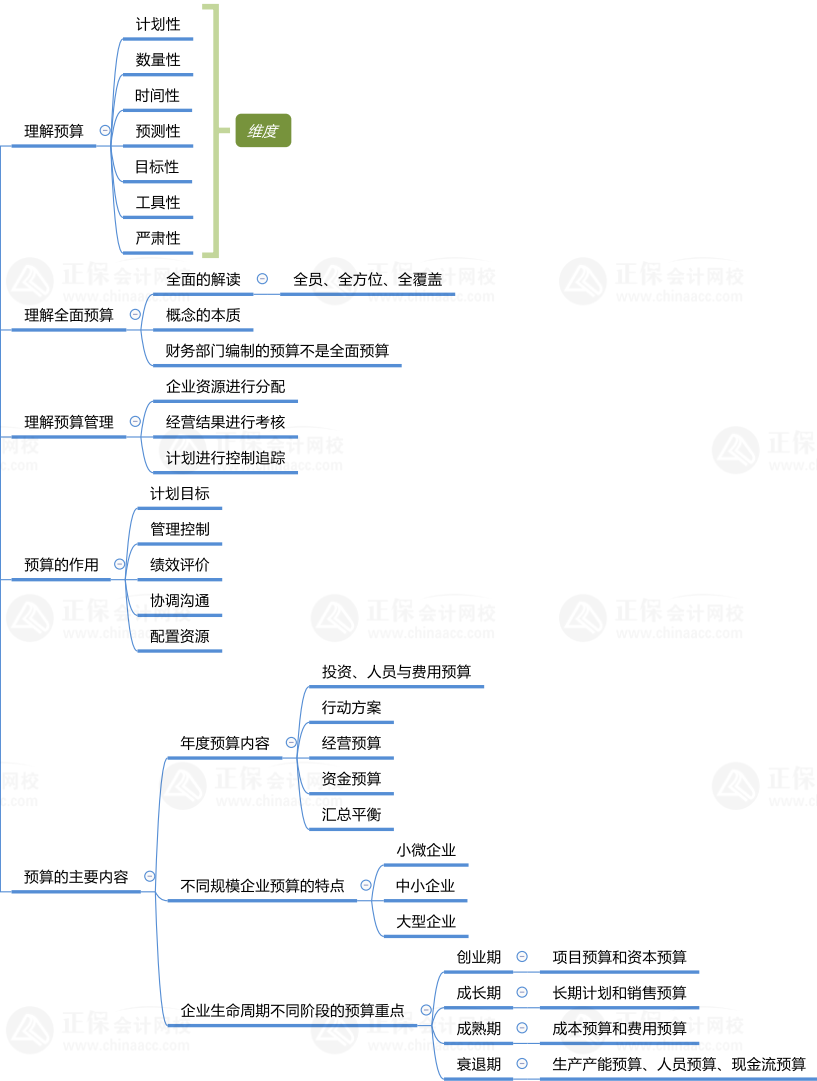 理解预算
计划性
数量性
时间性
预测性
目标性
工具性
严肃性
维度
理解全面预算
全面的解读
全员、全方位、全覆盖
概念的本质
财务部门编制的预算不是全面预算
理解预算管理
企业资源进行分配
经营结果进行考核
计划进行控制追踪
预算的作用
计划目标
管理控制
绩效评价
协调沟通
配置资源
预算的主要内容
年度预算内容
投资、人员与费用预算
行动方案
经营预算
资金预算
汇总平衡
不同规模企业预算的特点
小微企业
中小企业
大型企业
企业生命周期不同阶段的预算重点
创业期
项目预算和资本预算
成长期
长期计划和销售预算
成熟期
成本预算和费用预算
衰退期
生产产能预算、人员预算、现金流预算
正保会计网校
www.chinaacc.com